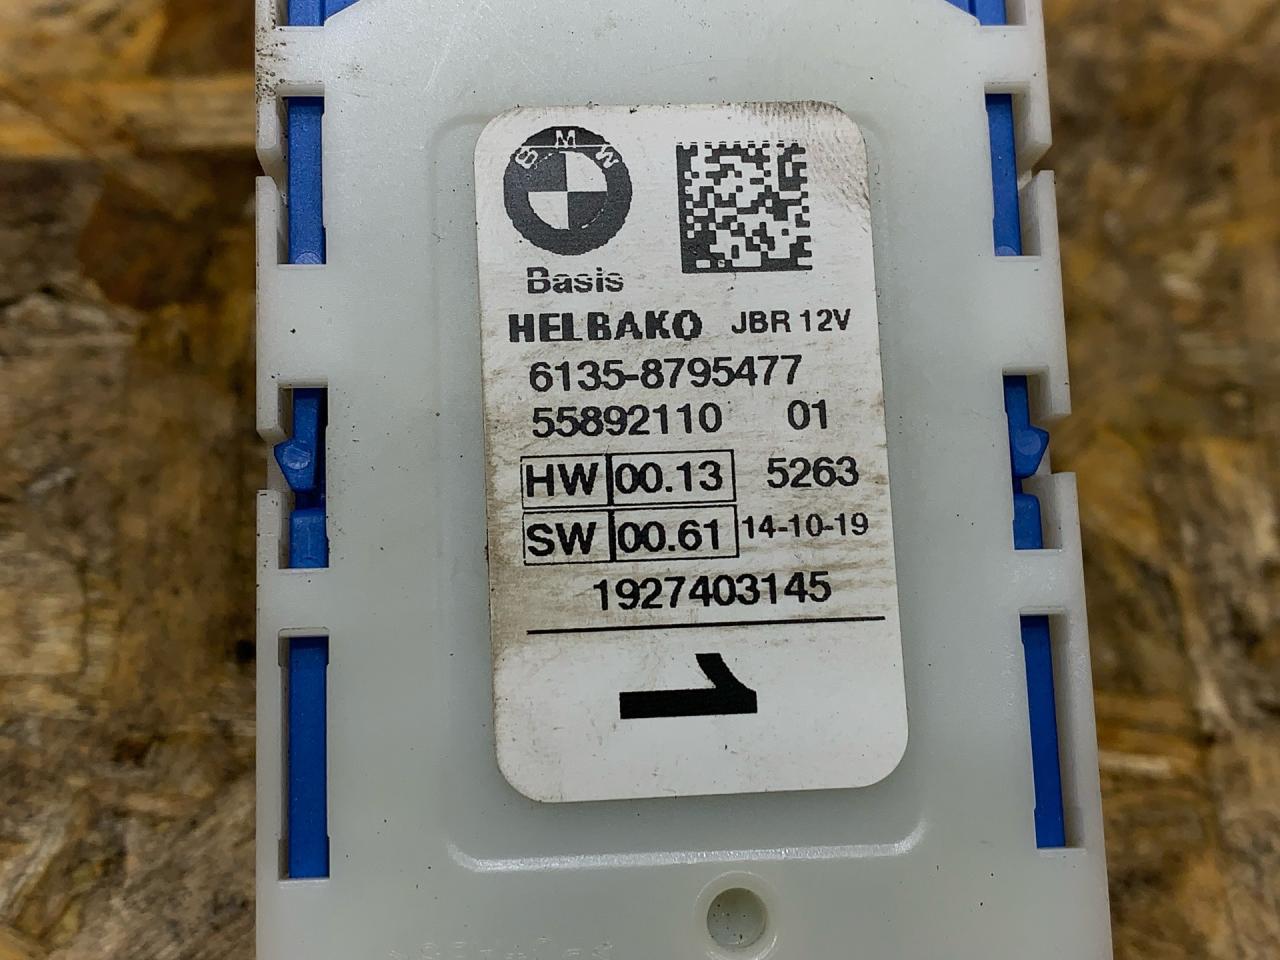 BMW
Basis
HELBAKO JBR 12V
6135-8795477
55892110 01
HW 00.13 5263
SW 00.61 14-10-19
1927403145
1